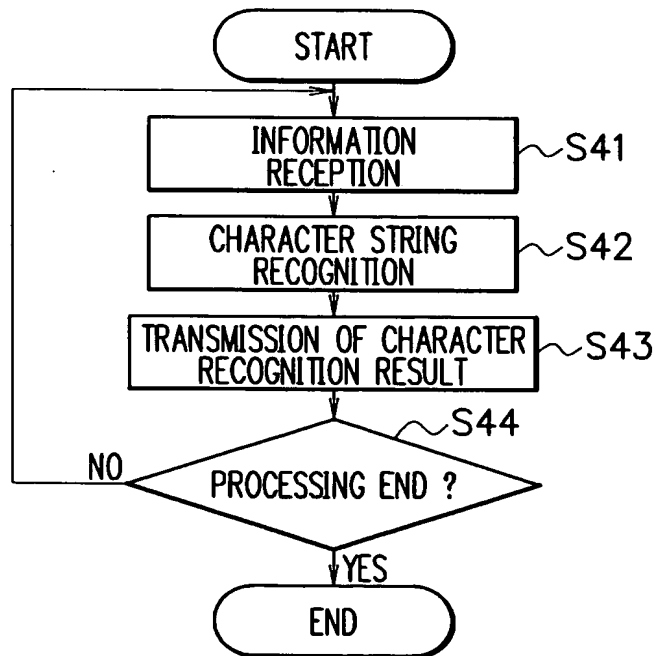 START
INFORMATION
RECEPTION
S41
CHARACTER STRING
RECOGNITION
S42
TRANSMISSION OF CHARACTER
RECOGNITION RESULT
S43
S44
NO
PROCESSING END ?
YES
END